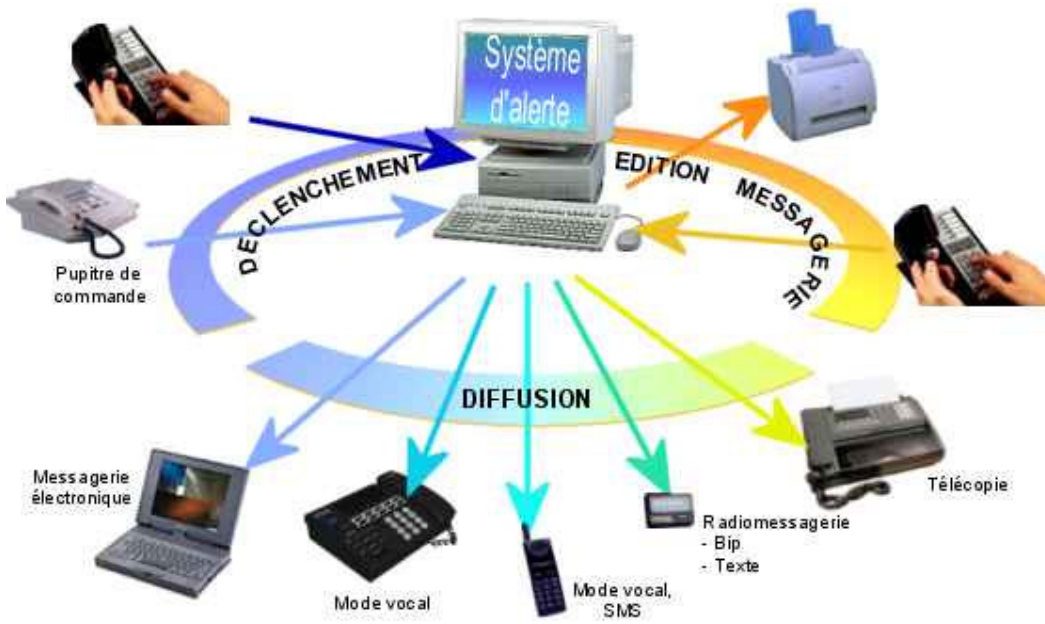 Système
d'alerte
DECLENCHEMENT
EDITION MESSAGERIE
Pupitre de
commande
DIFFUSION
Messagerie
électronique
Mode vocal
Mode vocal,
SMS
Radiomessagerie
- Bip
- Texte
Télécopie